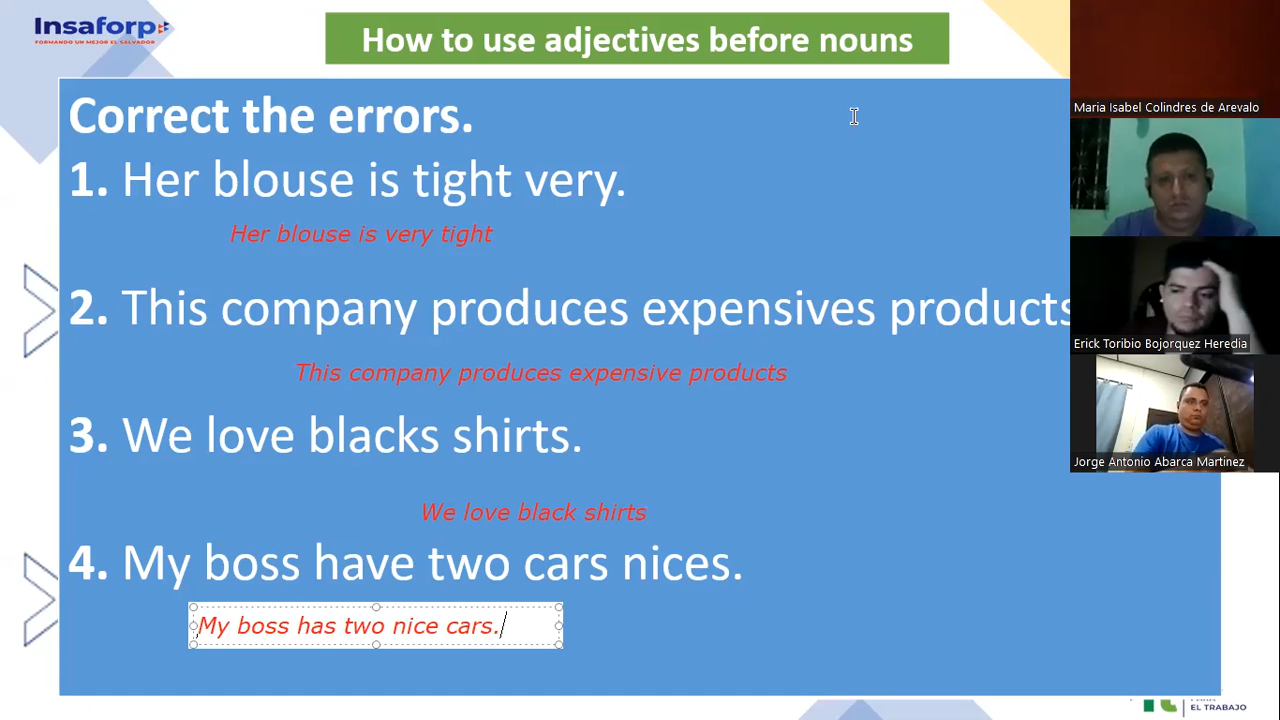 Insaforp
FORMANDO UN MEJOR EL SALVADOR
How to use adjectives before nouns
Correct the errors.
1. Her blouse is tight very.
Her blouse is very tight
2. This company produces expensives products
This company produces expensive products
3. We love blacks shirts.
We love black shirts
4. My boss have two cars nices.
My boss has two nice cars.
Maria Isabel Colindres de Arevalo
Erick Toribio Bojorquez Heredia
Jorge Antonio Abarca Martinez
EL TRABAJO